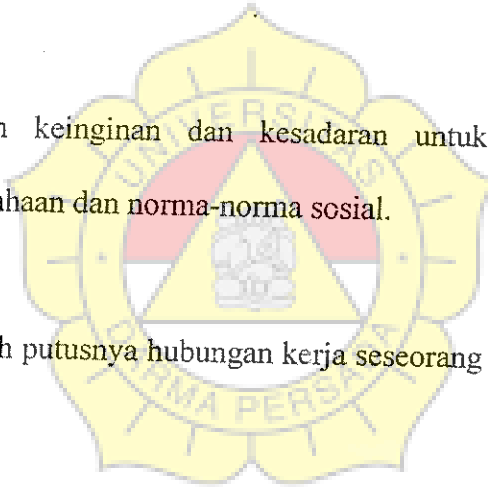 keinginan dan kesadaran untuk
ahaan dan norma-norma sosial.
h putusnya hubungan kerja seseorang
UNIVERSITAS
DARMA PERSADA